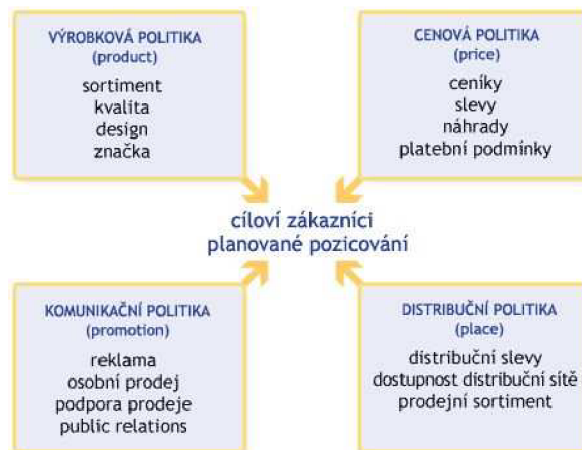 VÝROBKOVÁ POLITIKA
(product)
sortiment
kvalita
design
značka
CENOVÁ POLITIKA
(price)
ceníky
slevy
náhrady
platební podmínky
cíloví zákazníci
planované pozicování
KOMUNIKAČNÍ POLITIKA
(promotion)
reklama
osobní prodej
podpora prodeje
public relations
DISTRIBUČNÍ POLITIKA
(place)
distribuční slevy
dostupnost distribuční sítě
prodejní sortiment